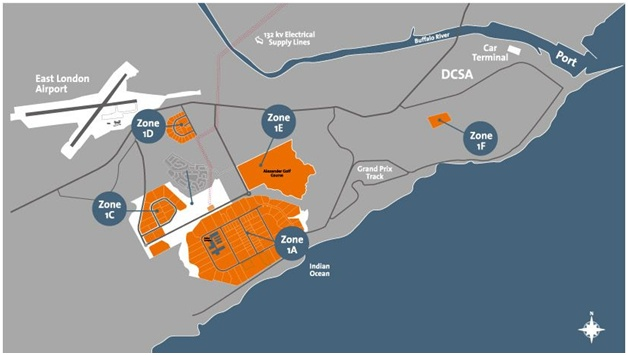 132 kv Electrical
Supply Lines
Buffalo River
Car
Terminal
Port
DCSA
East London
Airport
Zone
1D
Zone
1E
Zone
1F
Alexander Golf
Course
Grand Prix
Track
Zone
1C
Zone
1A
Indian
Ocean
N